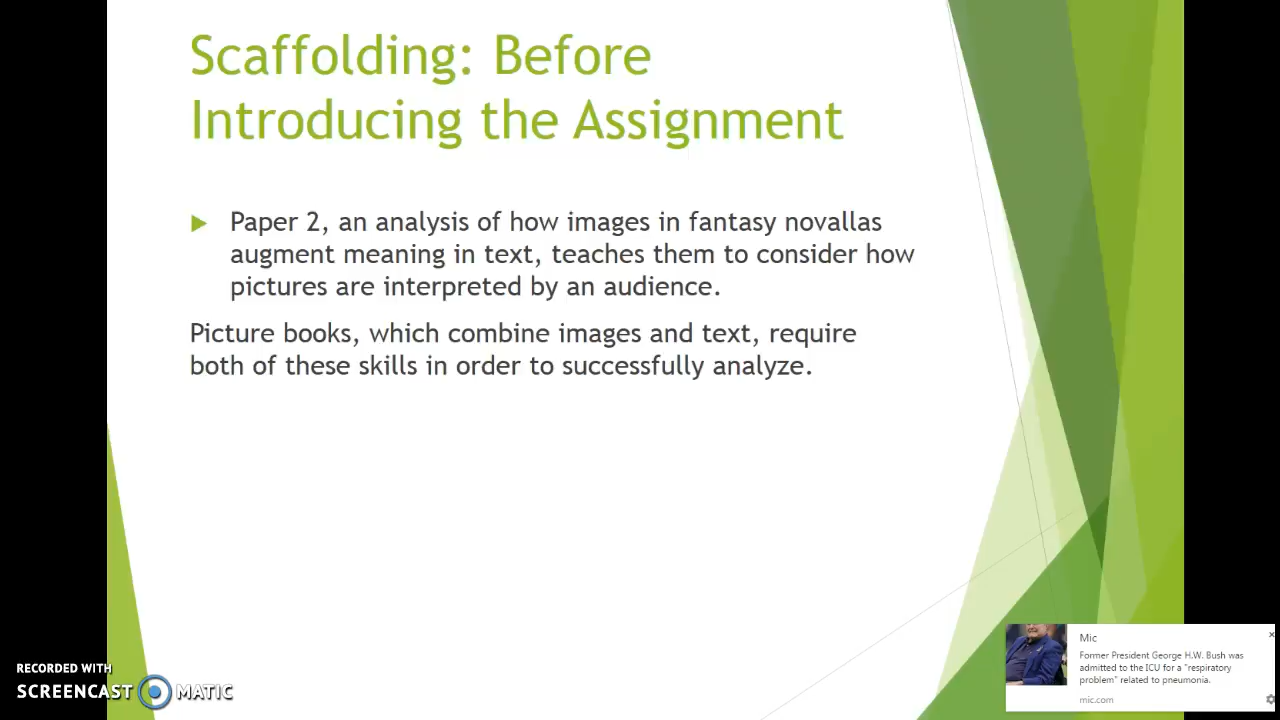 Scaffolding: Before
Introducing the Assignment
Paper 2, an analysis of how images in fantasy novallas
augment meaning in text, teaches them to consider how
pictures are interpreted by an audience.
Picture books, which combine images and text, require
both of these skills in order to successfully analyze.
RECORDED WITH
SCREENCAST MATIC
Mic
Former President George H.W. Bush was
admitted to the ICU for a "respiratory
problem" related to pneumonia.
mic.com